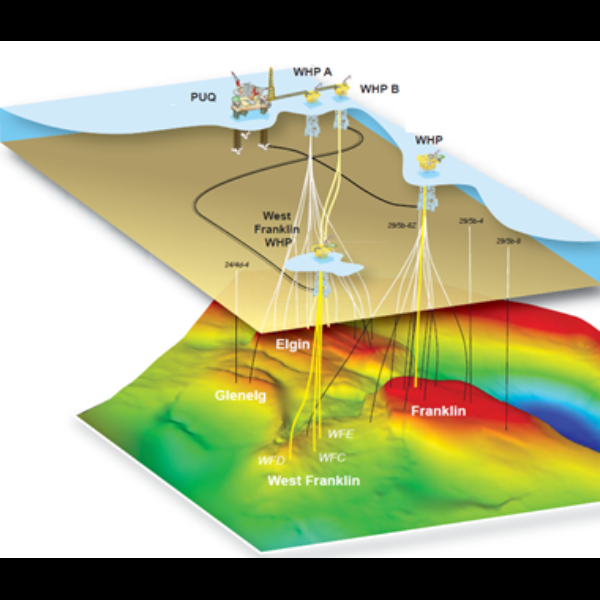 WHP A
WHP B
PUQ
WHP
West
Franklin
WHP
29/5b-6Z
29/5b-4
29/5b-8
24/4d-4
Elgin
Glenelg
Franklin
WFE
WFD
WFC
West Franklin